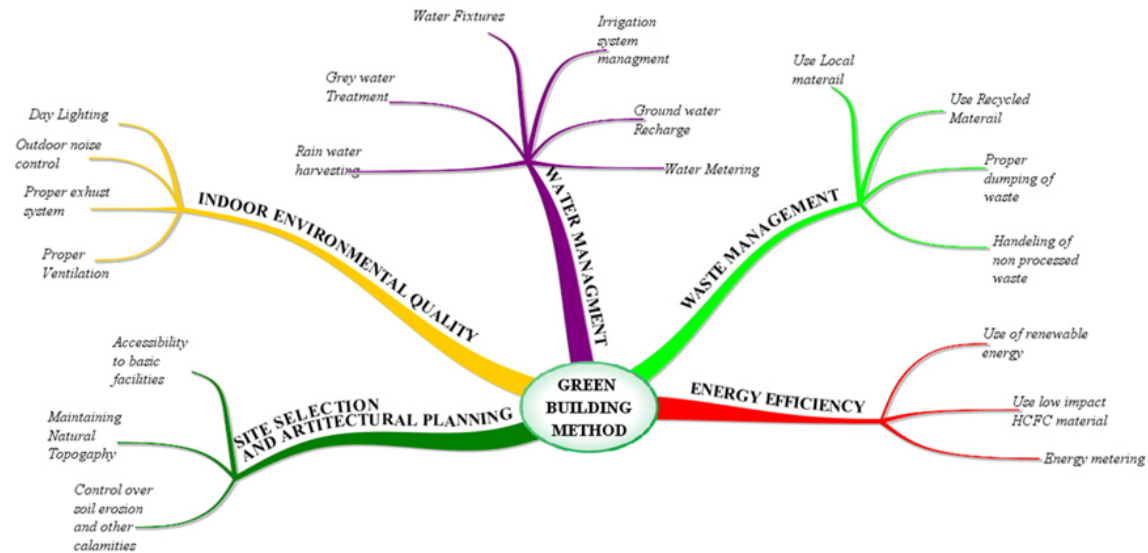 Water Fixtures
Irrigation
system
managment
Grey water
Treatment
Ground water
Recharge
Rain water
harvesting
Water Metering
WATER MANAGMENT
Use Local
materail
Use Recycled
Materail
Proper
dumping of
waste
Handeling of
non processed
waste
WASTE MANAGEMENT
Day Lighting
Outdoor noise
control
Proper exhust
system
Proper
Ventilation
INDOOR ENVIRONMENTAL QUALITY
Accessibility
to basic
facilities
Maintaining
Natural
Topogaphy
Control over
soil erosion
and other
calamities
SITE SELECTION
AND ARTITECTURAL PLANNING
GREEN
BUILDING
METHOD
ENERGY EFFICIENCY
Use of renewable
energy
Use low impact
HCFC material
Energy metering